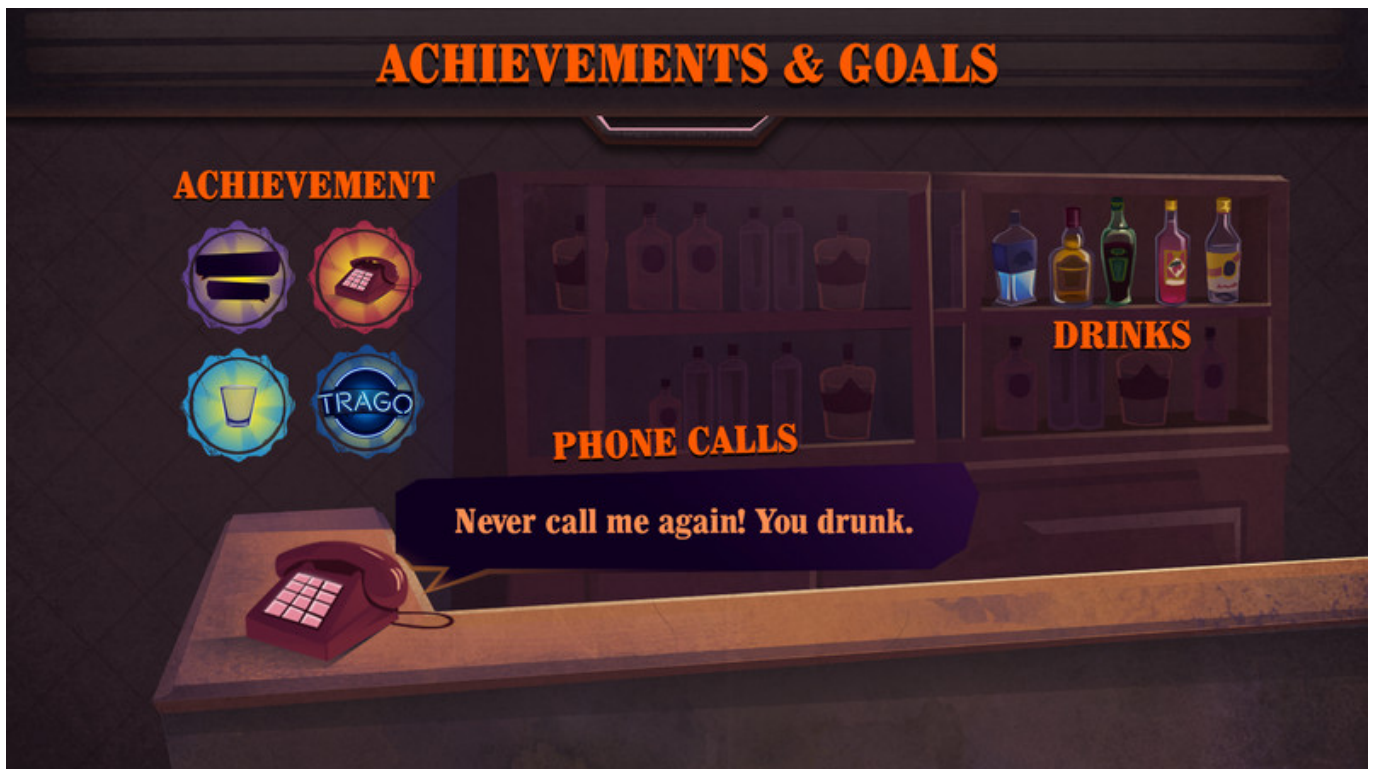 ACHIEVEMENTS & GOALS
ACHIEVEMENT
TRAGO
DRINKS
PHONE CALLS
Never call me again! You drunk.